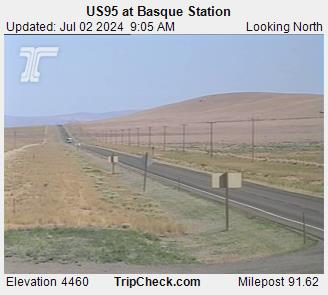 US95 at Basque Station
Updated: Jul 02 2024 9:05 AM Looking North
Elevation 4460 TripCheck.com Milepost 91.62